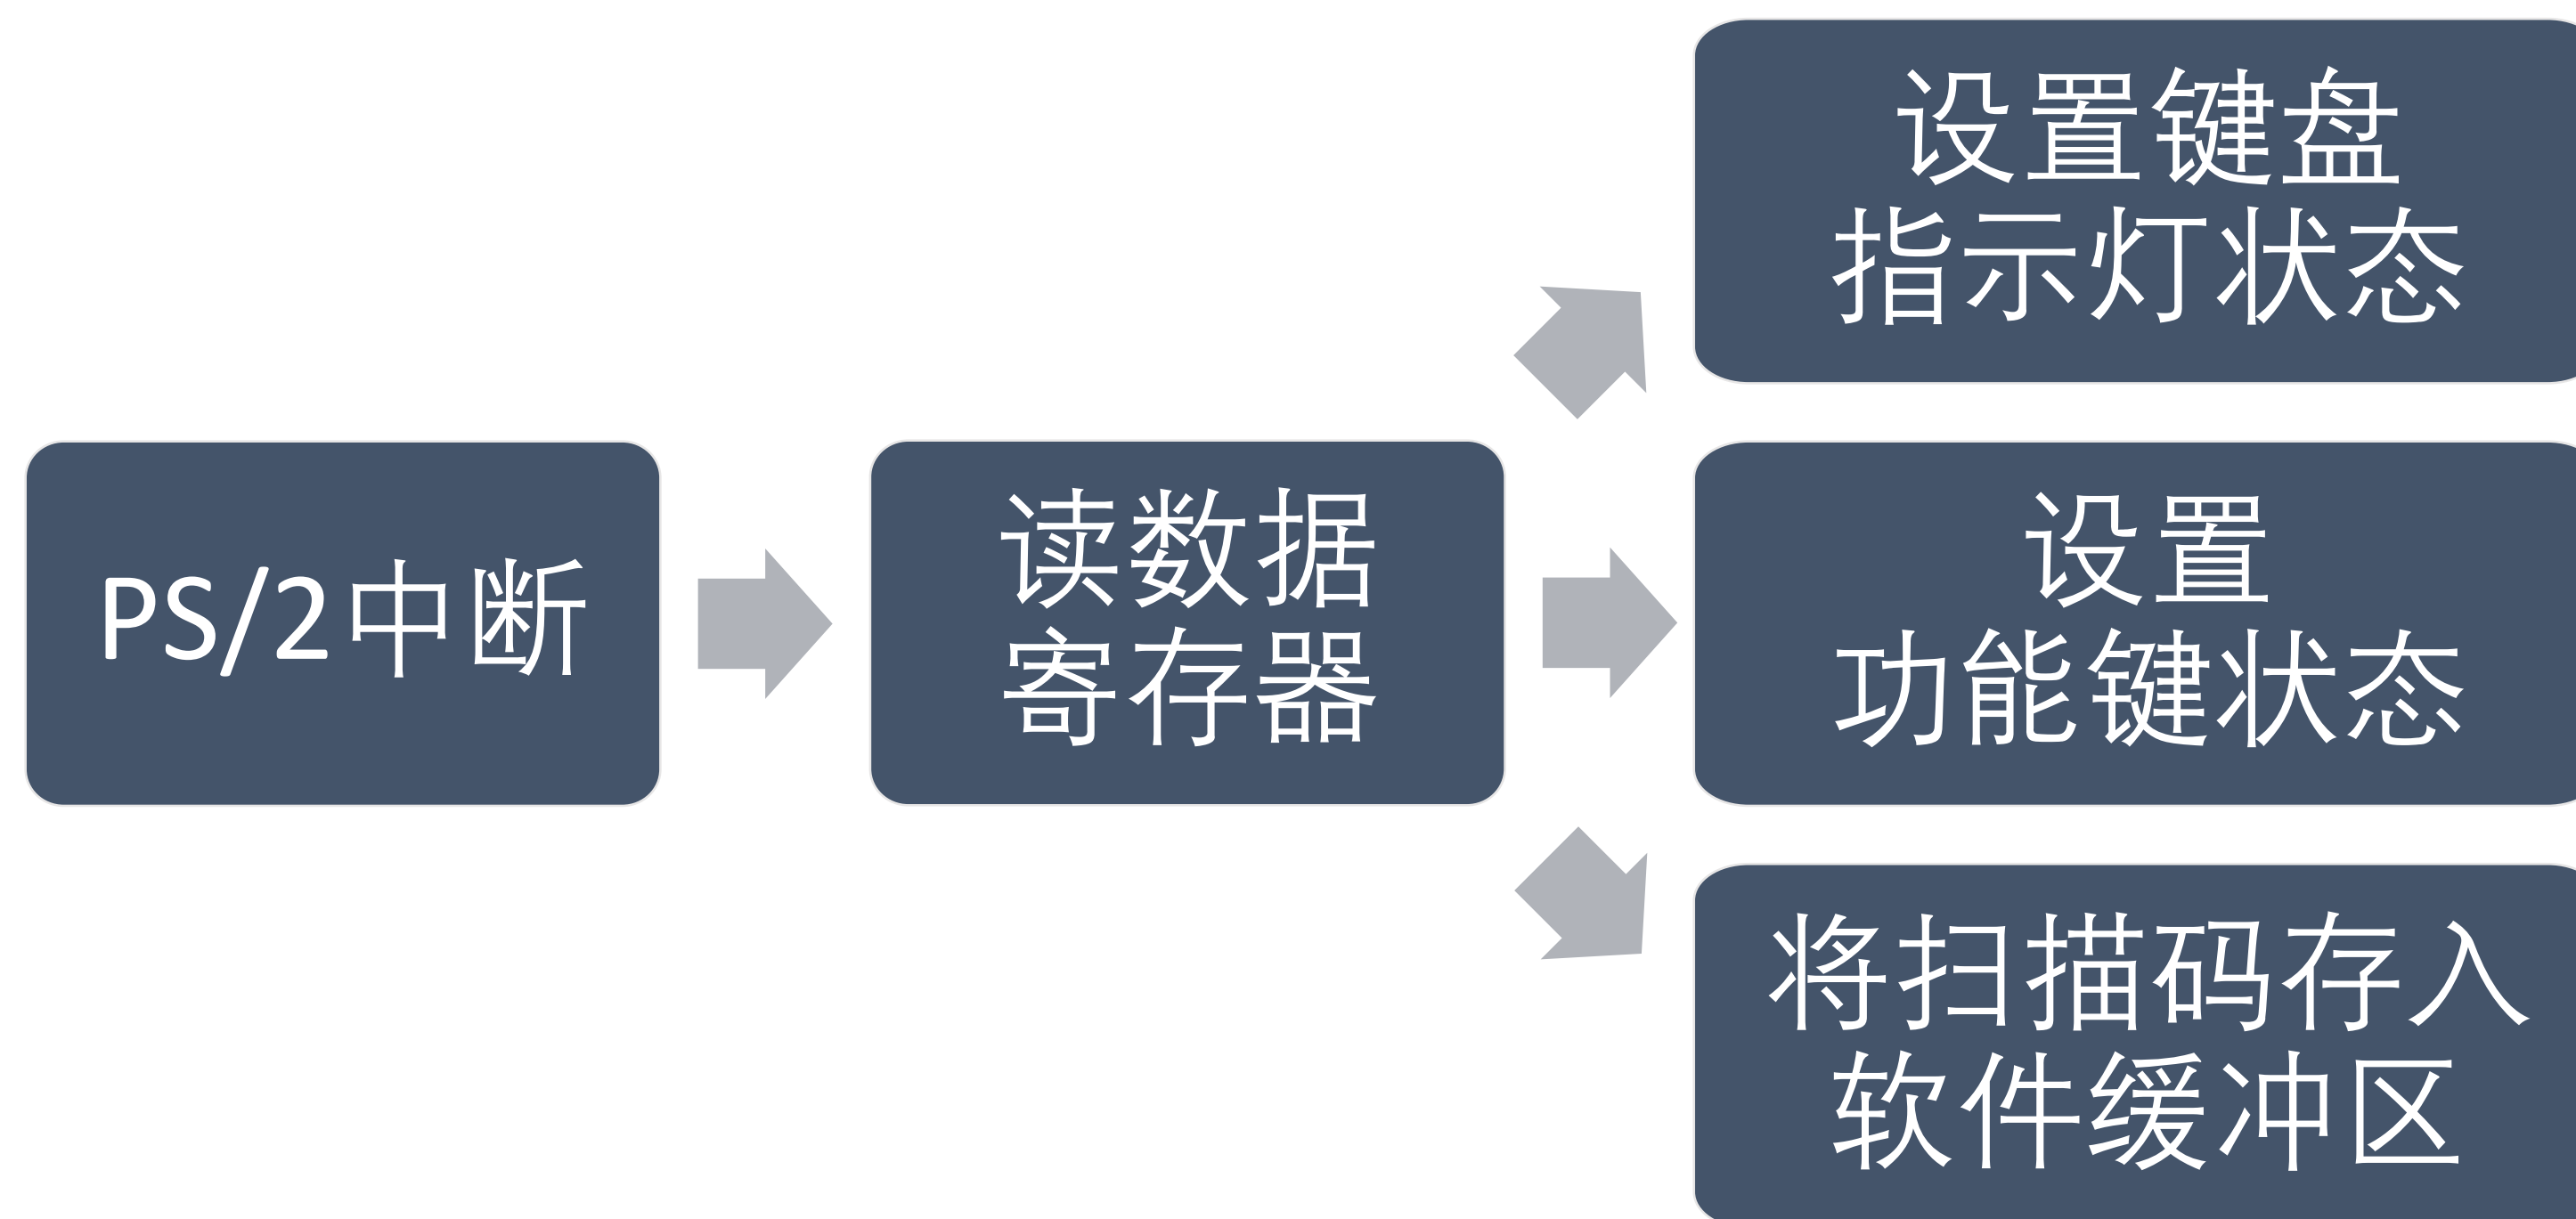 PS/2中断
读数据
寄存器
设置键盘
指示灯状态
设置
功能键状态
将扫描码存入
软件缓冲区